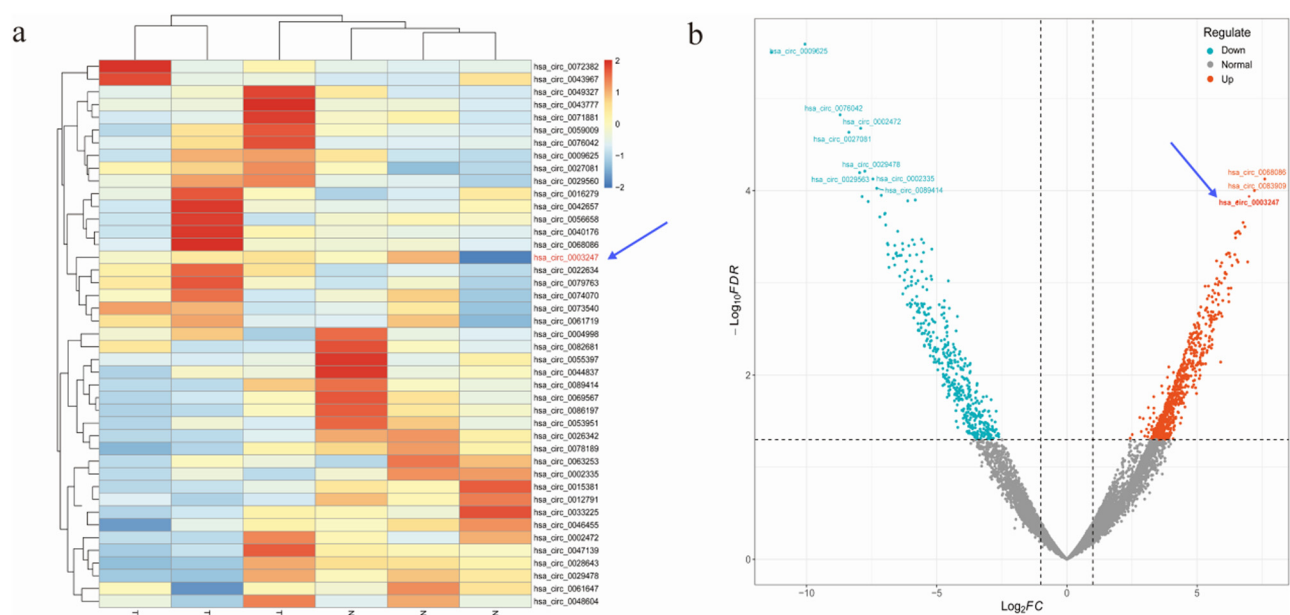 a
hsa_circ_0072382
hsa_circ_0043967
hsa_circ_0049327
hsa_circ_0043777
hsa_circ_0071881
hsa_circ_0059009
hsa_circ_0076042
hsa_circ_0009625
hsa_circ_0027081
hsa_circ_0029560
hsa_circ_0016279
hsa_circ_0042657
hsa_circ_0056658
hsa_circ_0040176
hsa_circ_0068086
hsa_circ_0003247
hsa_circ_0022634
hsa_circ_0079763
hsa_circ_0074070
hsa_circ_0073540
hsa_circ_0061719
hsa_circ_0004998
hsa_circ_0082681
hsa_circ_0055397
hsa_circ_0044837
hsa_circ_0089414
hsa_circ_0069567
hsa_circ_0086197
hsa_circ_0053951
hsa_circ_0026342
hsa_circ_0078189
hsa_circ_0063253
hsa_circ_0002335
hsa_circ_0015381
hsa_circ_0012791
hsa_circ_0033225
hsa_circ_0046455
hsa_circ_0002472
hsa_circ_0047139
hsa_circ_0028643
hsa_circ_0029478
hsa_circ_0061647
hsa_circ_0048604
2
1
0
−1
−2
T T T N N N
b
Regulate
Down
Normal
Up
hsa_circ_0009625
hsa_circ_0076042
hsa_circ_0002472
hsa_circ_0027081
hsa_circ_0029478
hsa_circ_0029563
hsa_circ_0002335
hsa_circ_0089414
hsa_circ_0068086
hsa_circ_0083909
hsa_circ_0003247
− Log10FDR
4
2
0
−10 −5 0 5
Log2FC